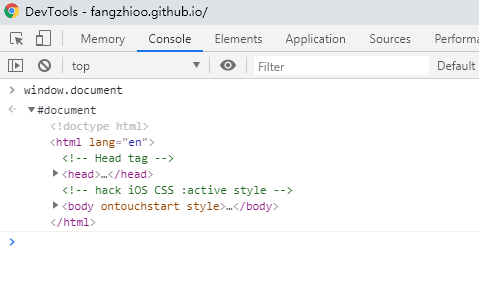 DevTools - fangzhioo.github.io/
Memory Console Elements Application Sources Performa
top Filter Default
window.document
#document
<!doctype html>
<html lang="en">
<!-- Head tag -->
<head>…</head>
<!-- hack iOS CSS :active style -->
<body ontouchstart style>…</body>
</html>